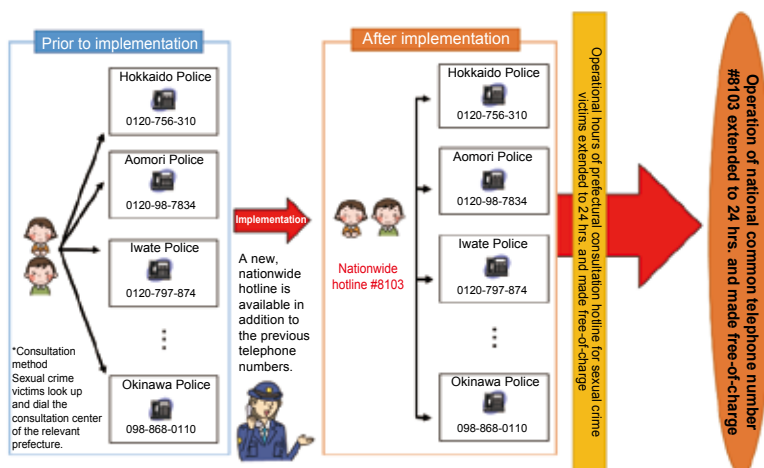 Prior to implementation
Hokkaido Police
0120-756-310
Aomori Police
0120-98-7834
Iwate Police
0120-797-874
Okinawa Police
098-868-0110
*Consultation
method
Sexual crime
victims look up
and dial the
consultation center
of the relevant
prefecture.
Implementation
A new,
nationwide
hotline is
available in
addition to
the previous
telephone
numbers.
After implementation
Nationwide
hotline #8103
Hokkaido Police
0120-756-310
Aomori Police
0120-98-7834
Iwate Police
0120-797-874
Okinawa Police
098-868-0110
Operational hours of prefectural consultation hotline for sexual crime
victims extended to 24 hrs. and made free-of-charge
Operation of national common telephone number
#8103 extended to 24 hrs. and made free-of-charge